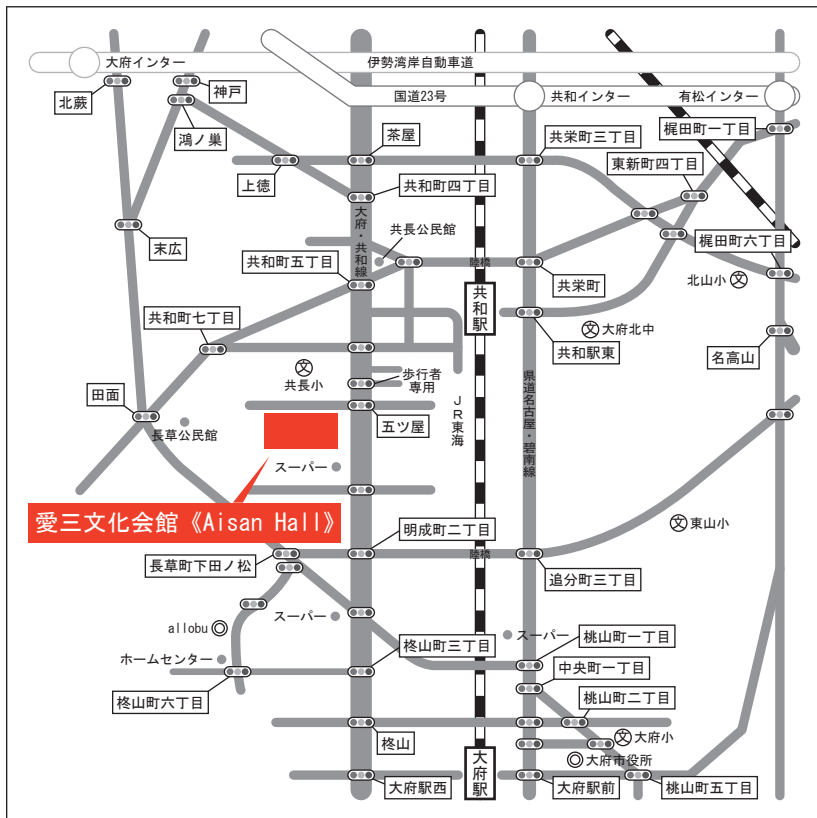 大府インター
伊勢湾岸自動車道
北蕨
神戸
国道23号
共和インター
有松インター
鴻ノ巣
茶屋
共栄町三丁目
梶田町一丁目
上徳
東新町四丁目
共和町四丁目
大府・共和線
共長公民館
末広
梶田町六丁目
共和町五丁目
陸橋
共栄町
北山小
文
共和駅
共和町七丁目
文
大府北中
共和駅東
名高山
文
共長小
歩行者
専用
田面
県道名古屋・碧南線
JR東海
長草公民館
五ツ屋
スーパー
愛三文化会館《Aisan Hall》
文
東山小
明成町二丁目
長草町下田ノ松
陸橋
追分町三丁目
スーパー
allobu
スーパー
桃山町一丁目
ホームセンター
柊山町三丁目
中央町一丁目
柊山町六丁目
桃山町二丁目
柊山
文
大府小
大府市役所
大府駅
大府駅西
大府駅前
桃山町五丁目